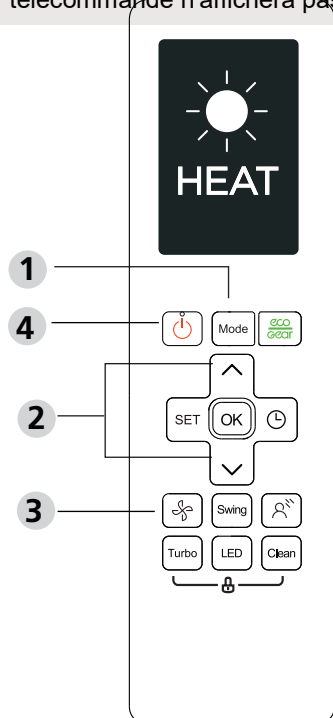 télécommande n'affichera pas
HEAT
1
4
Mode
eco
gear
2
SET
OK
3
Swing
Turbo
LED
Clean